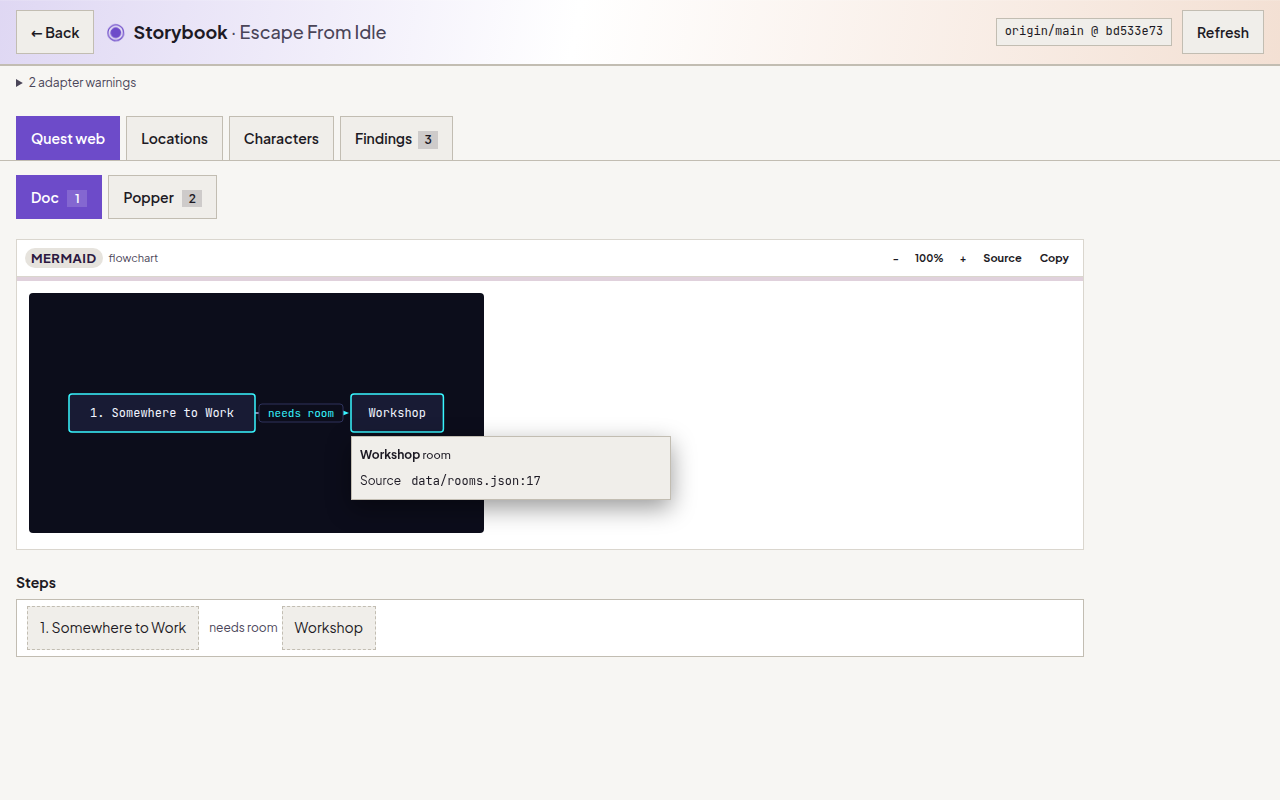 ← Back
Storybook · Escape From Idle
origin/main @ bd533e73
Refresh
2 adapter warnings
Quest web
Locations
Characters
Findings 3
Doc 1
Popper 2
MERMAID flowchart
– 100% + Source Copy
1. Somewhere to Work
needs room
Workshop
Workshop room
Source data/rooms.json:17
Steps
1. Somewhere to Work needs room Workshop